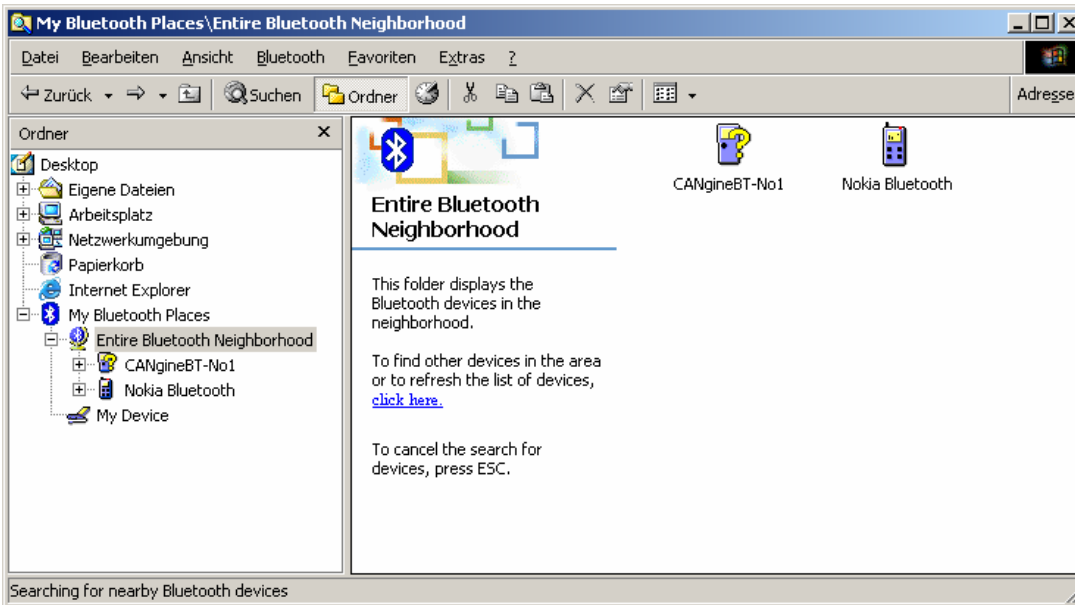 My Bluetooth Places\Entire Bluetooth Neighborhood
Datei Bearbeiten Ansicht Bluetooth Favoriten Extras ?
Zurück Suchen Ordner Adresse
Ordner
Desktop
Eigene Dateien
Arbeitsplatz
Netzwerkumgebung
Papierkorb
Internet Explorer
My Bluetooth Places
Entire Bluetooth Neighborhood
CANgineBT-No1
Nokia Bluetooth
My Device
Entire Bluetooth
Neighborhood
This folder displays the
Bluetooth devices in the
neighborhood.
To find other devices in the area
or to refresh the list of devices,
click here.
To cancel the search for
devices, press ESC.
CANgineBT-No1 Nokia Bluetooth
Searching for nearby Bluetooth devices